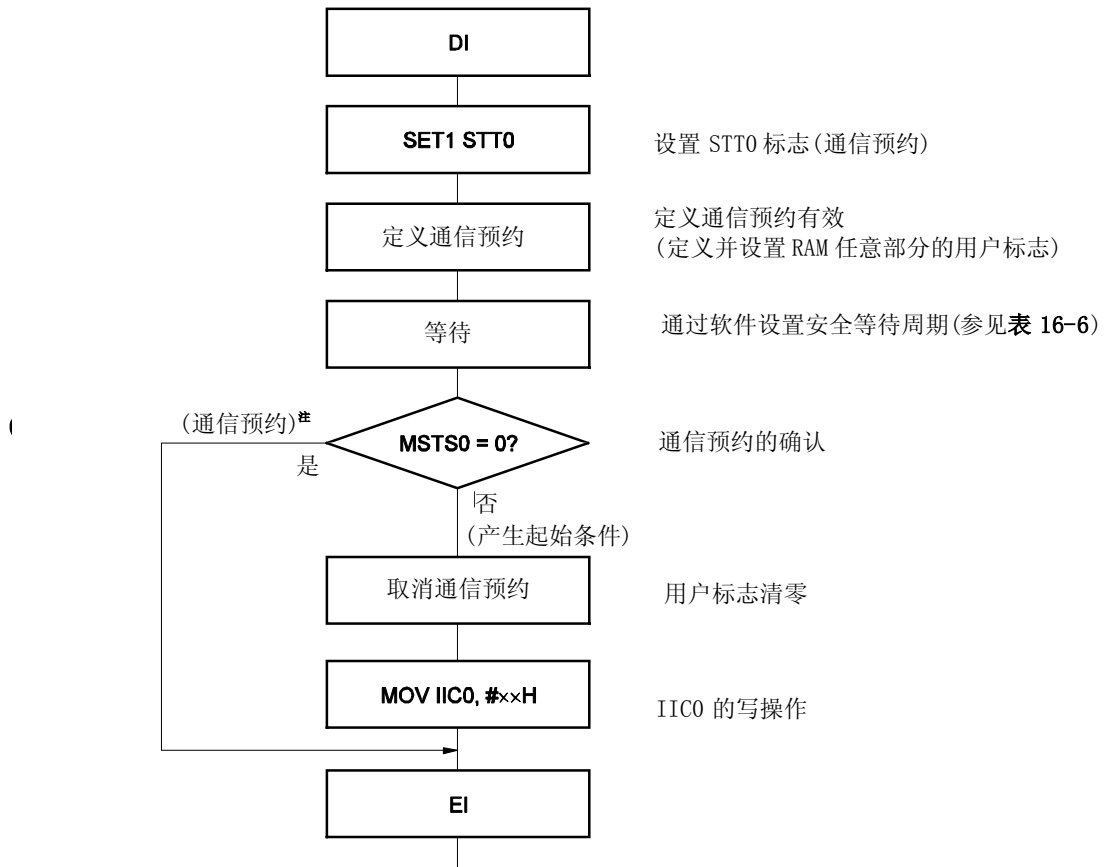 DI
SET1 STT0
设置 STT0 标志(通信预约)
定义通信预约
定义通信预约有效
(定义并设置 RAM 任意部分的用户标志)
等待
通过软件设置安全等待周期(参见表 16-6)
(通信预约)注
MSTS0 = 0?
通信预约的确认
是
否
(产生起始条件)
取消通信预约
用户标志清零
MOV IIC0, #××H
IIC0 的写操作
EI